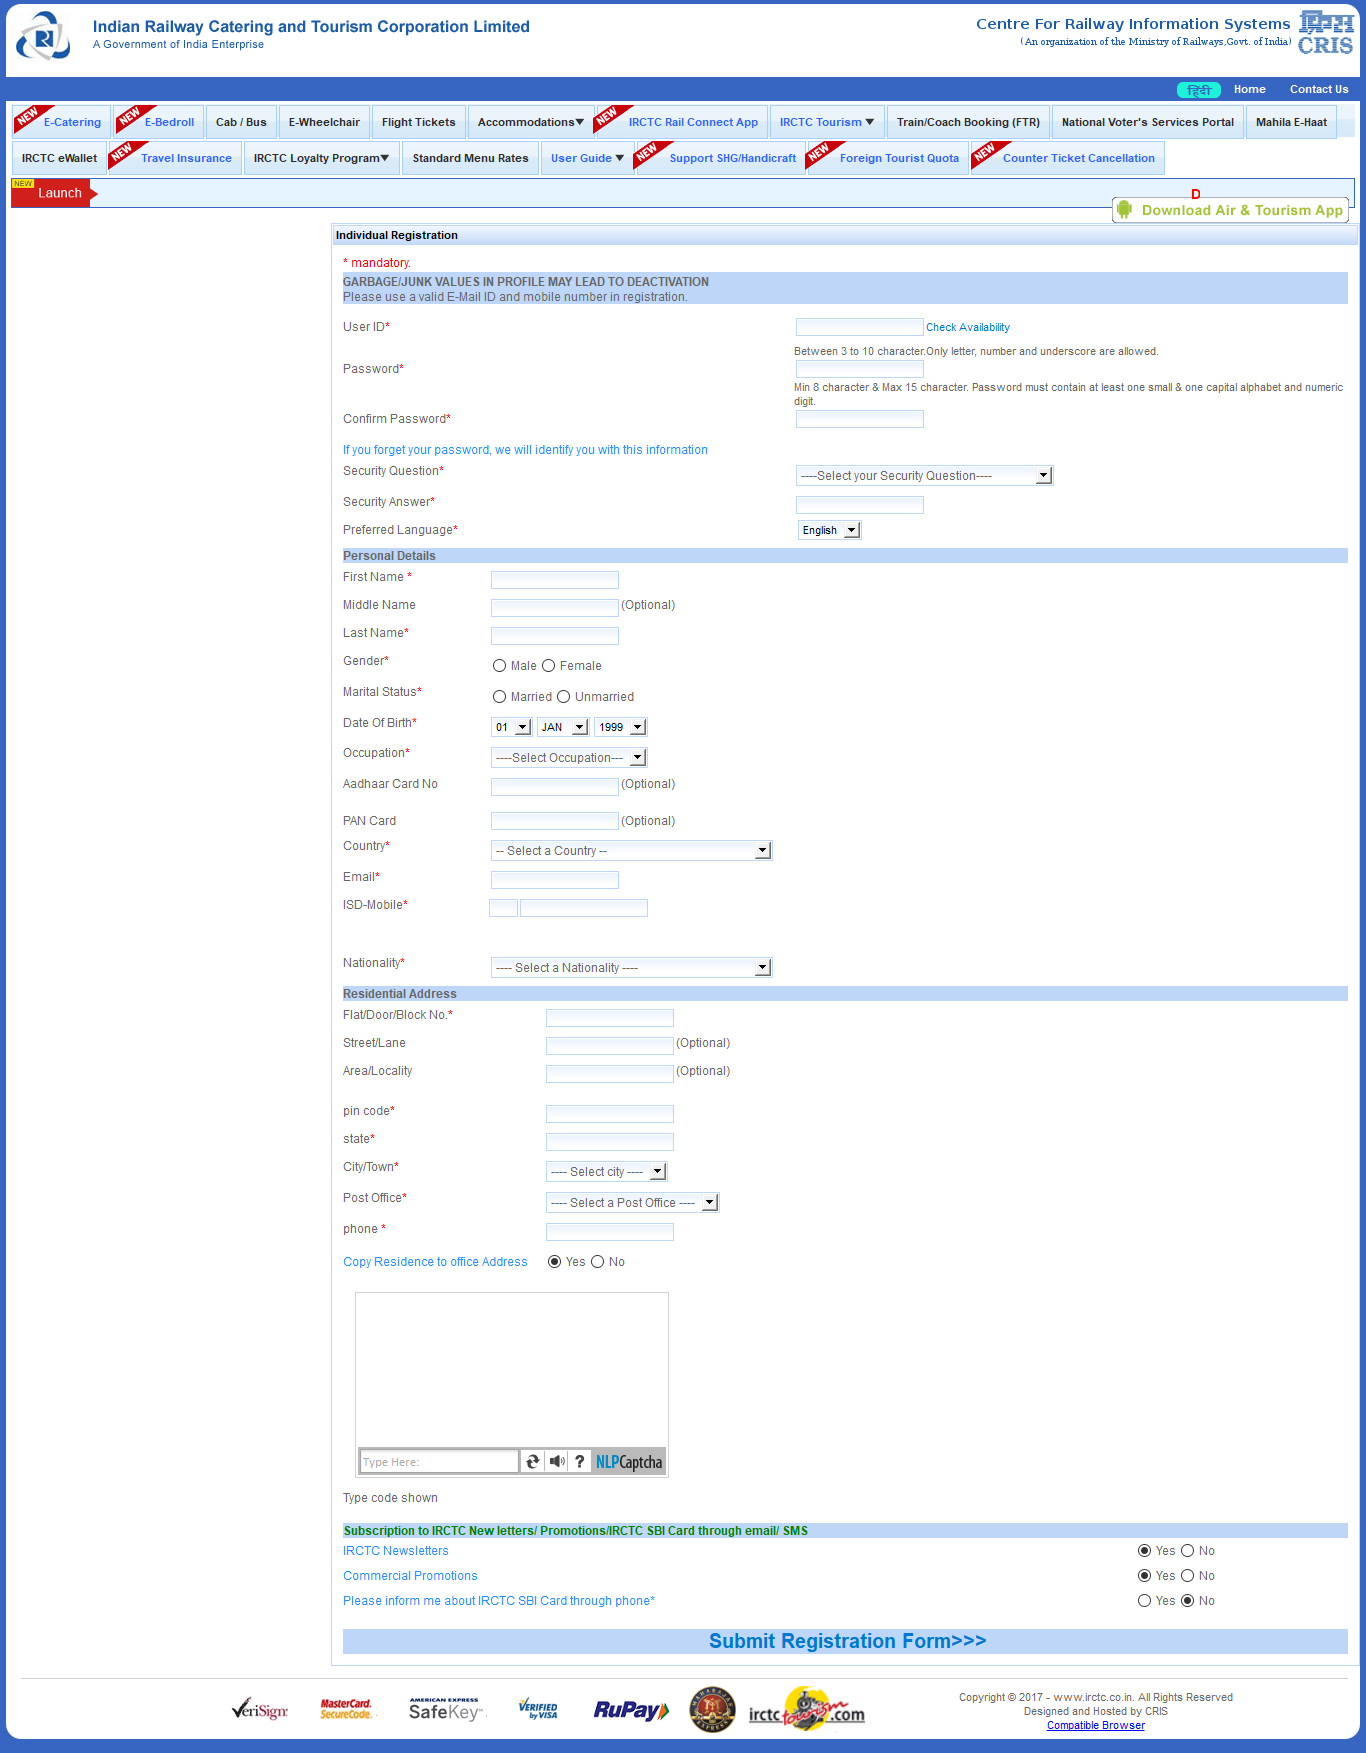 Indian Railway Catering and Tourism Corporation Limited
A Government of India Enterprise
Centre For Railway Information Systems
(An organization of the Ministry of Railways,Govt. of India)
क्रिस
CRIS
हिंदी Home Contact Us
NEW E-Catering NEW E-Bedroll Cab / Bus E-Wheelchair Flight Tickets Accommodations NEW IRCTC Rail Connect App IRCTC Tourism Train/Coach Booking (FTR) National Voter's Services Portal Mahila E-Haat
IRCTC eWallet NEW Travel Insurance IRCTC Loyalty Program Standard Menu Rates User Guide NEW Support SHG/Handicraft NEW Foreign Tourist Quota NEW Counter Ticket Cancellation
NEW
Launch
D
Download Air & Tourism App
Individual Registration
* mandatory.
GARBAGE/JUNK VALUES IN PROFILE MAY LEAD TO DEACTIVATION
Please use a valid E-Mail ID and mobile number in registration.
User ID* Check Availability
Between 3 to 10 character.Only letter, number and underscore are allowed.
Password*
Min 8 character & Max 15 character. Password must contain at least one small & one capital alphabet and numeric
digit.
Confirm Password*
If you forget your password, we will identify you with this information
Security Question* ----Select your Security Question----
Security Answer*
Preferred Language* English
Personal Details
First Name *
Middle Name (Optional)
Last Name*
Gender* Male Female
Marital Status* Married Unmarried
Date Of Birth* 01 JAN 1999
Occupation* ----Select Occupation---
Aadhaar Card No (Optional)
PAN Card (Optional)
Country* -- Select a Country --
Email*
ISD-Mobile*
Nationality* ---- Select a Nationality ----
Residential Address
Flat/Door/Block No.*
Street/Lane (Optional)
Area/Locality (Optional)
pin code*
state*
City/Town* ---- Select city ----
Post Office* ---- Select a Post Office ----
phone *
Copy Residence to office Address Yes No
Type Here: ? NLPCaptcha
Type code shown
Subscription to IRCTC New letters/ Promotions/IRCTC SBI Card through email/ SMS
IRCTC Newsletters Yes No
Commercial Promotions Yes No
Please inform me about IRCTC SBI Card through phone* Yes No
Submit Registration Form>>>
VeriSign MasterCard. SecureCode. AMERICAN EXPRESS SafeKey VERIFIED by VISA RuPay MAHARAJAS EXPRESS irctctourism.com
Copyright © 2017 - www.irctc.co.in. All Rights Reserved
Designed and Hosted by CRIS
Compatible Browser